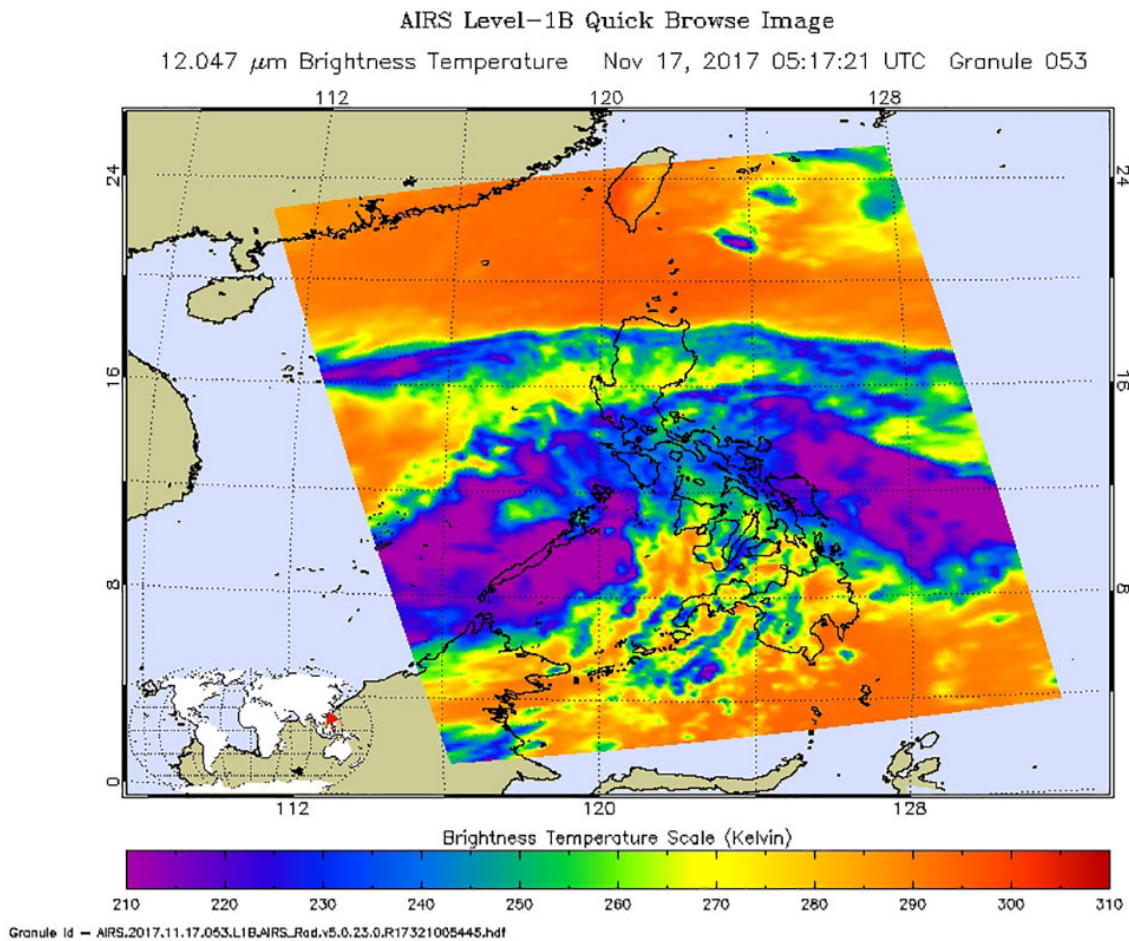 AIRS Level-1B Quick Browse Image
12.047 μm Brightness Temperature Nov 17, 2017 05:17:21 UTC Granule 053
112 120 128
24 24
16 16
8 8
0
112 120 128
Brightness Temperature Scale (Kelvin)
210 220 230 240 250 260 270 280 290 300 310
Granule Id – AIRS.2017.11.17.053.L1B.AIRS_Rad.v5.0.23.0.R17321005445.hdf